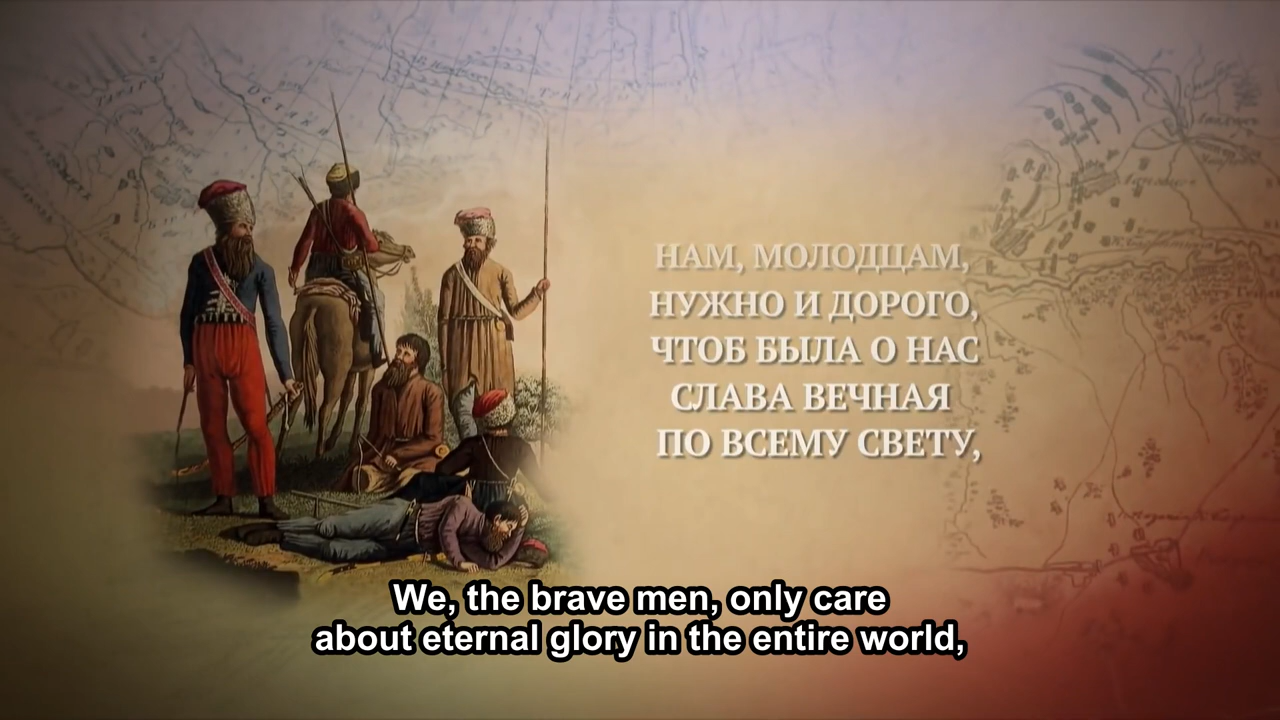 НАМ, МОЛОДЦАМ,
НУЖНО И ДОРОГО,
ЧТОБ БЫЛА О НАС
СЛАВА ВЕЧНАЯ
ПО ВСЕМУ СВЕТУ,
We, the brave men, only care
about eternal glory in the entire world,